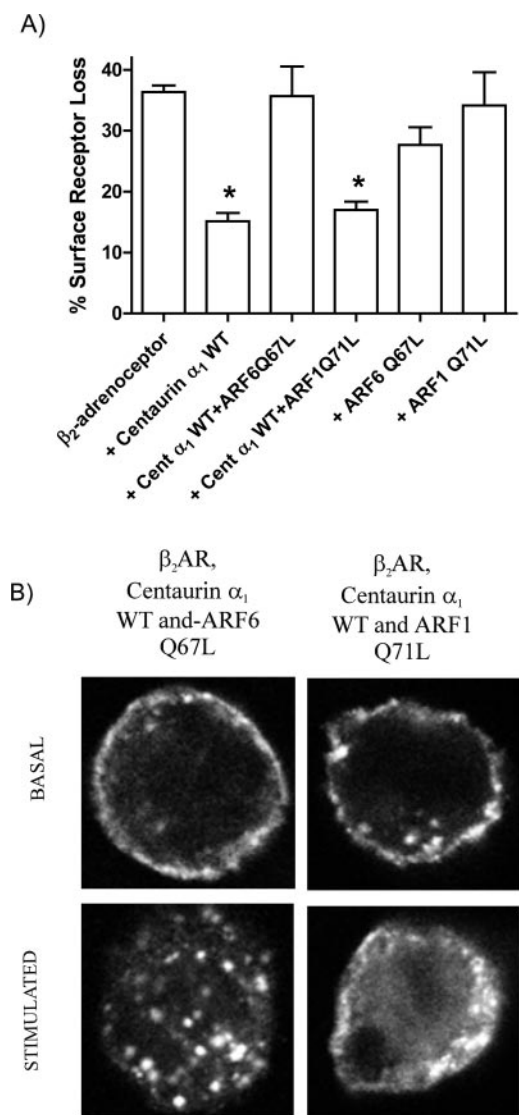 A)
% Surface Receptor Loss
40
30
20
10
0
*
*
β₂-adrenoceptor
+ Centaurin α₁ WT
+ Cent α₁ WT+ARF6Q67L
+ Cent α₁ WT+ARF1Q71L
+ ARF6 Q67L
+ ARF1 Q71L
B)
β₂AR,
Centaurin α₁
WT and-ARF6
Q67L
β₂AR,
Centaurin α₁
WT and ARF1
Q71L
BASAL
STIMULATED